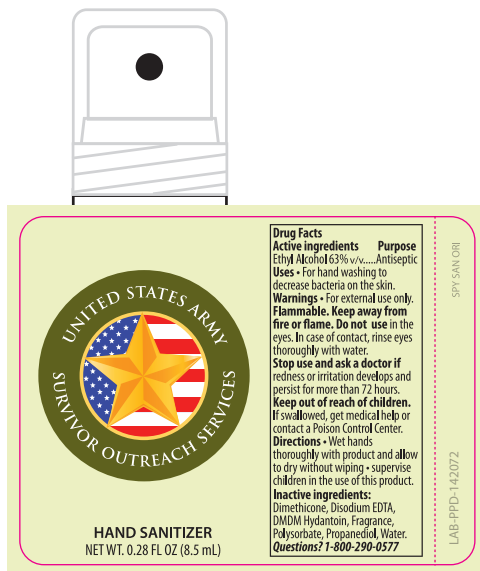 UNITED STATES ARMY
SURVIVOR OUTREACH SERVICES
HAND SANITIZER
NET WT. 0.28 FL OZ (8.5 mL)
Drug Facts
Active ingredients Purpose
Ethyl Alcohol 63% v/v.....Antiseptic
Uses • For hand washing to
decrease bacteria on the skin.
Warnings • For external use only.
Flammable. Keep away from
fire or flame. Do not use in the
eyes. In case of contact, rinse eyes
thoroughly with water.
Stop use and ask a doctor if
redness or irritation develops and
persist for more than 72 hours.
Keep out of reach of children.
If swallowed, get medical help or
contact a Poison Control Center.
Directions • Wet hands
thoroughly with product and allow
to dry without wiping • supervise
children in the use of this product.
Inactive ingredients:
Dimethicone, Disodium EDTA,
DMDM Hydantoin, Fragrance,
Polysorbate, Propanediol, Water.
Questions? 1-800-290-0577
SPY SAN ORI
LAB-PPD-142072